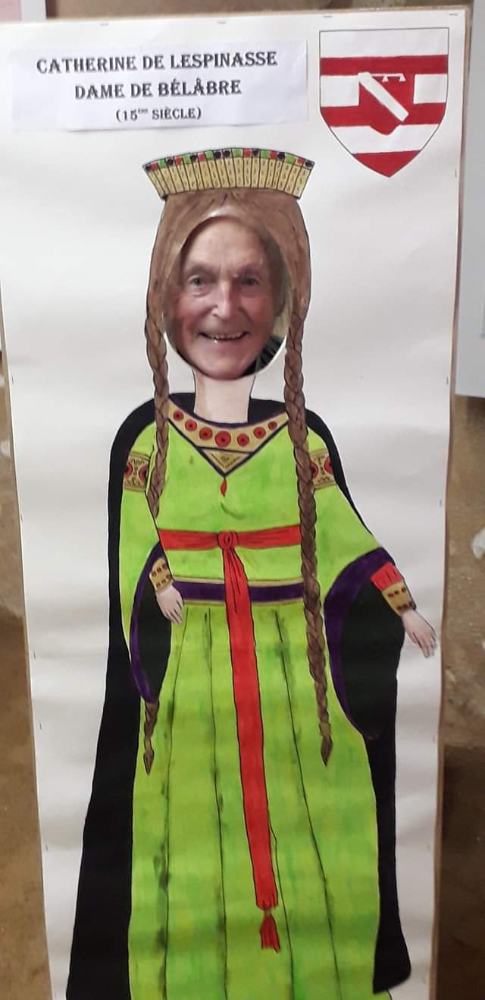 CATHERINE DE LESPINASSE
DAME DE BÉLÂBRE
(15ème SIÈCLE)